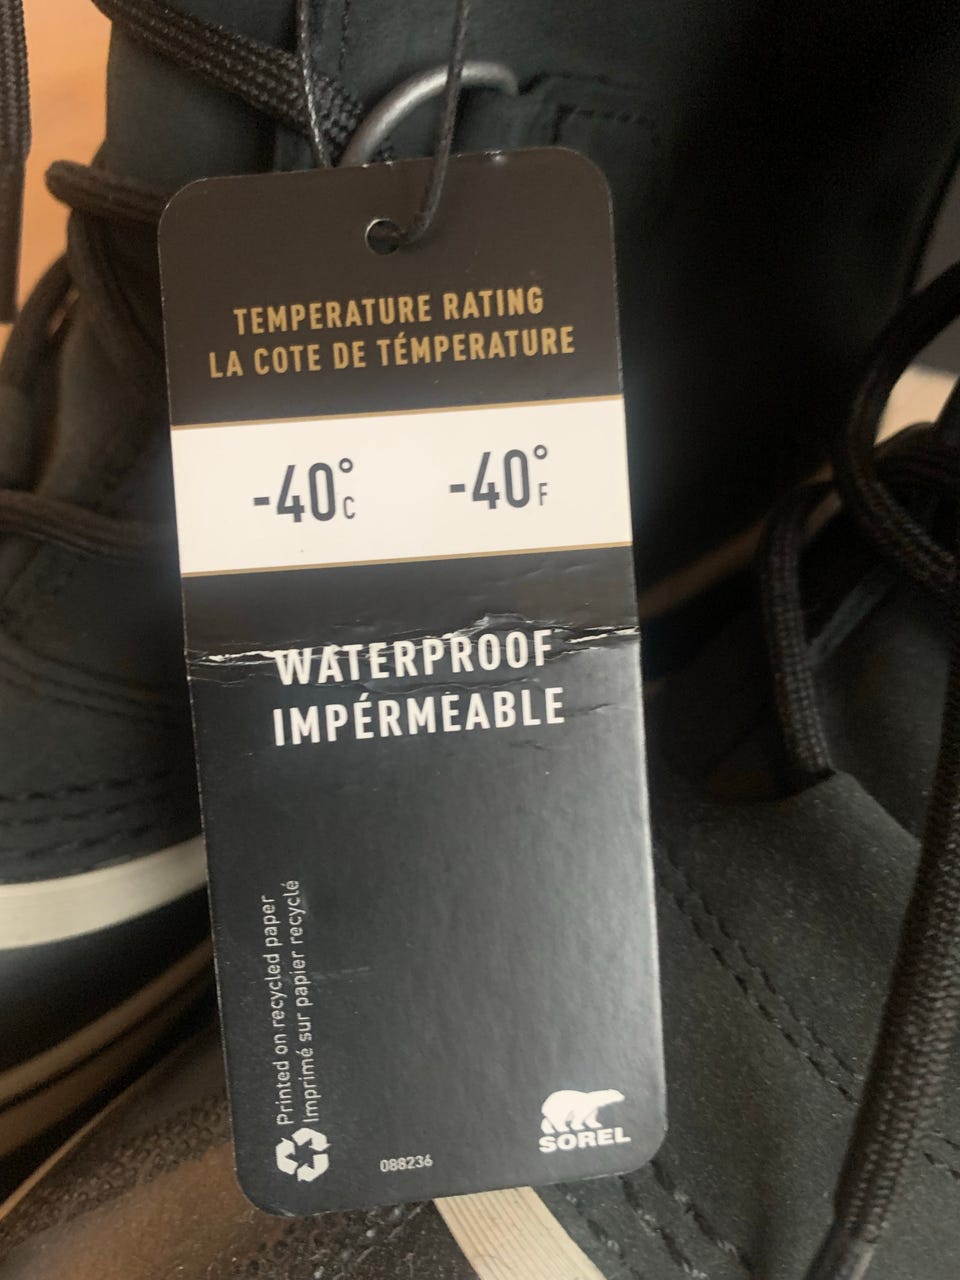 TEMPERATURE RATING
LA COTE DE TÉMPERATURE
-40°C -40°F
WATERPROOF
IMPÉRMEABLE
Printed on recycled paper
Imprimé sur papier recyclé
088236
SOREL